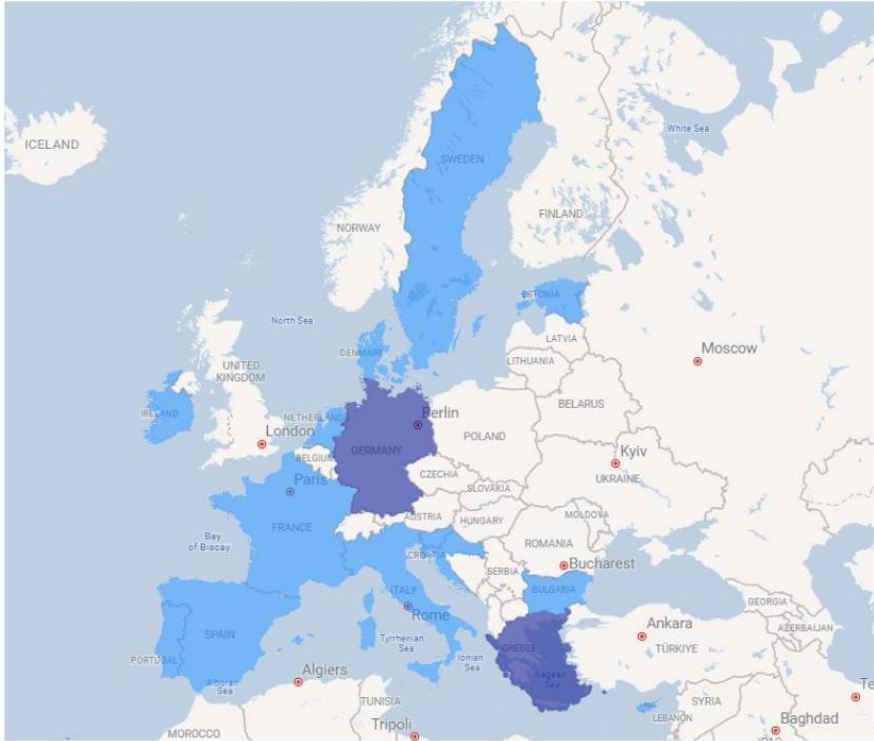 ICELAND
White Sea
SWEDEN
FINLAND
NORWAY
ESTONIA
North Sea
Moscow
LATVIA
DENMARK
LITHUANIA
UNITED
KINGDOM
BELARUS
IRELAND
NETHERLAND
Berlin
London
POLAND
GERMANY
Kyiv
BELGIUM
UKRAINE
CZECHIA
Paris
SLOVAKIA
AUSTRIA
MOLDOVA
HUNGARY
FRANCE
Bay
of Biscay
ROMANIA
CROATIA
Bucharest
SERBIA
ITALY
BULGARIA
GEORGIA
Rome
AZERBAIJAN
SPAIN
Ankara
Tyrrhenian
Sea
TÜRKIYE
GREECE
PORTUGAL
Ionian
Sea
Aegean
Sea
Algiers
Alboran
Sea
TUNISIA
SYRIA
LEBANON
Baghdad
Tripoli
MOROCCO